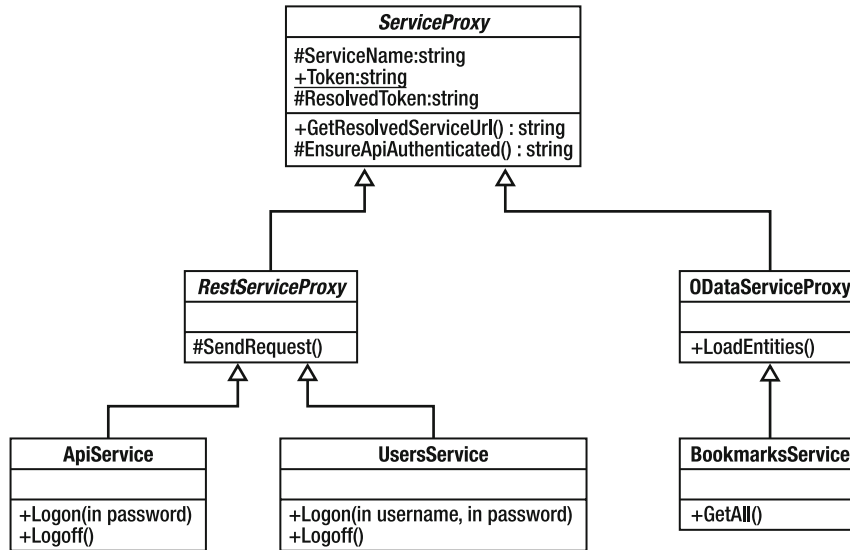 ServiceProxy
#ServiceName:string
+Token:string
#ResolvedToken:string
+GetResolvedServiceUrl() : string
#EnsureApiAuthenticated() : string
RestServiceProxy
#SendRequest()
ODataServiceProxy
+LoadEntities()
ApiService
+Logon(in password)
+Logoff()
UsersService
+Logon(in username, in password)
+Logoff()
BookmarksService
+GetAll()